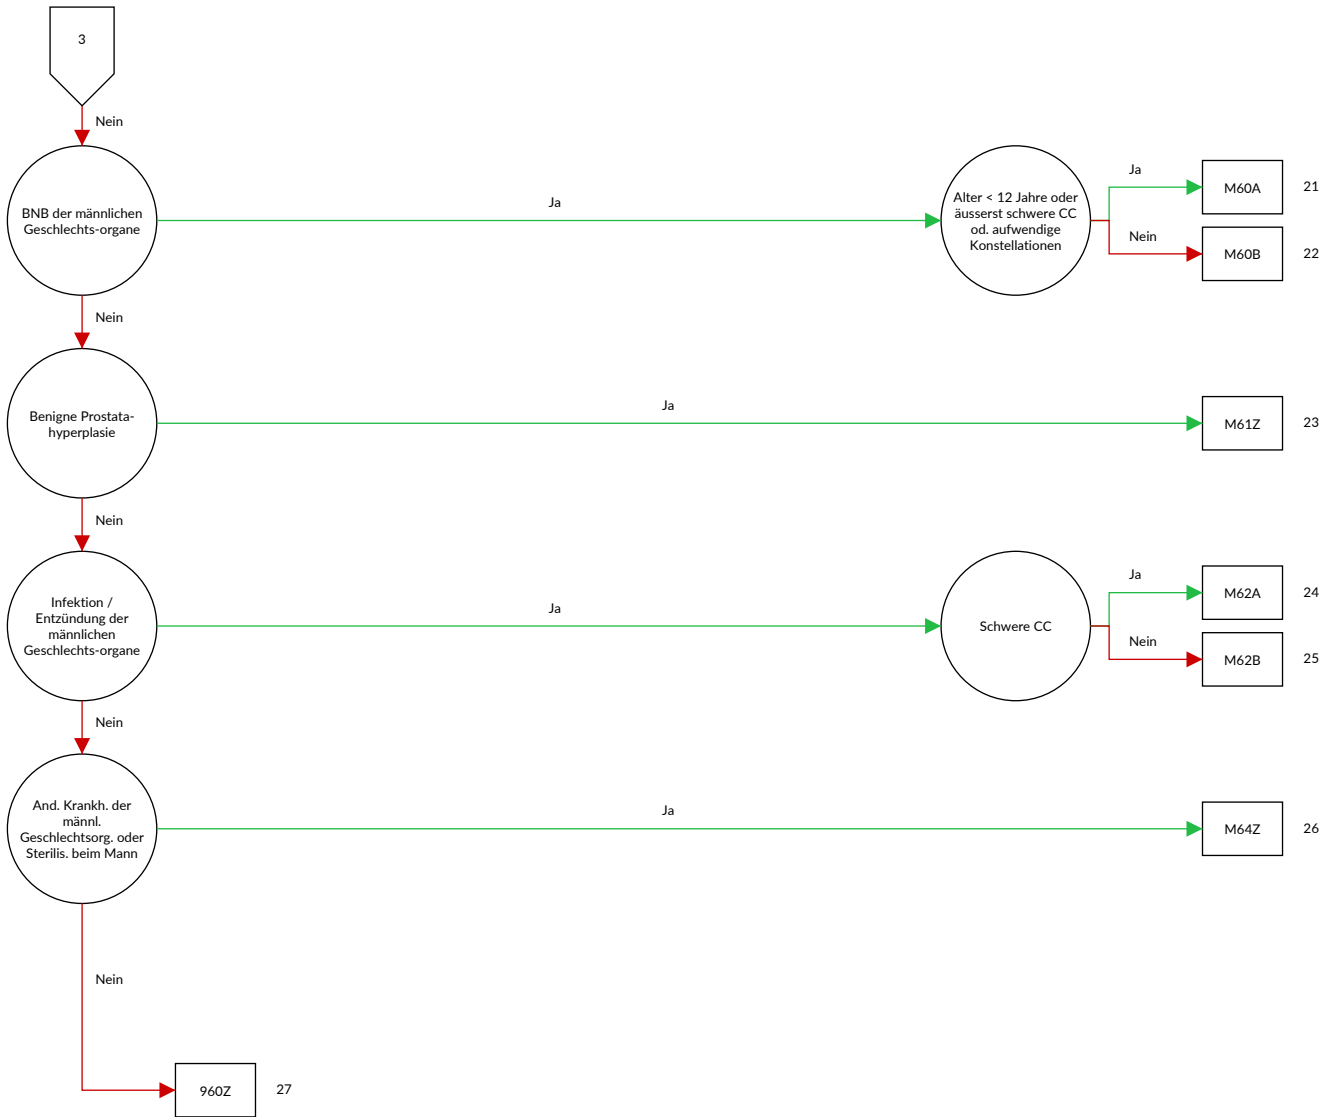 3
Nein
BNB der männlichen
Geschlechts-organe
Ja
Alter < 12 Jahre oder
äusserst schwere CC
od. aufwendige
Konstellationen
Ja
M60A
21
Nein
M60B
22
Nein
Benigne Prostata-
hyperplasie
Ja
M61Z
23
Nein
Infektion /
Entzündung der
männlichen
Geschlechts-organe
Ja
Schwere CC
Ja
M62A
24
Nein
M62B
25
Nein
And. Krankh. der
männl.
Geschlechtsorg. oder
Sterilis. beim Mann
Ja
M64Z
26
Nein
960Z
27